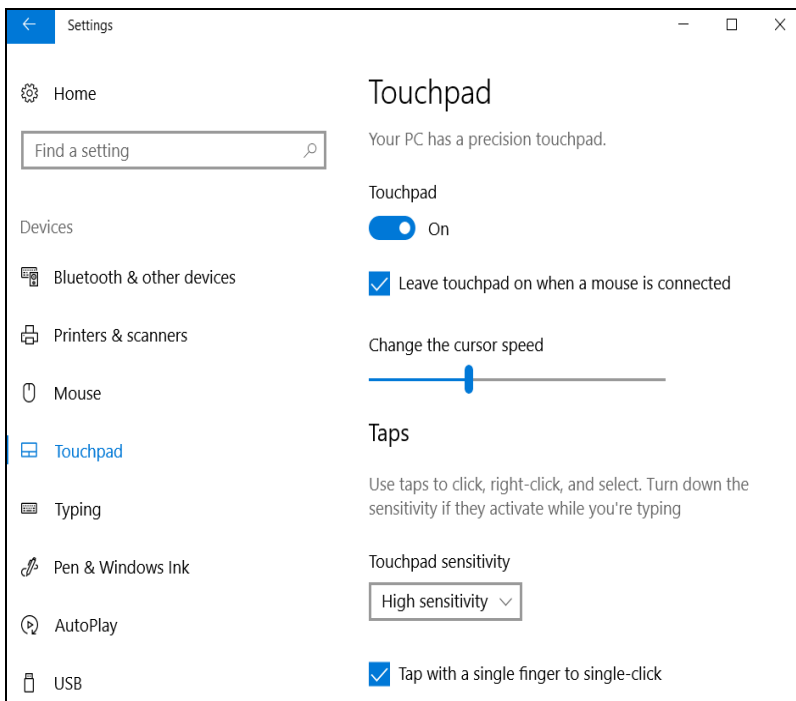 Settings
Home
Find a setting
Devices
Bluetooth & other devices
Printers & scanners
Mouse
Touchpad
Typing
Pen & Windows Ink
AutoPlay
USB
Touchpad
Your PC has a precision touchpad.
Touchpad
On
Leave touchpad on when a mouse is connected
Change the cursor speed
Taps
Use taps to click, right-click, and select. Turn down the
sensitivity if they activate while you're typing
Touchpad sensitivity
High sensitivity
Tap with a single finger to single-click